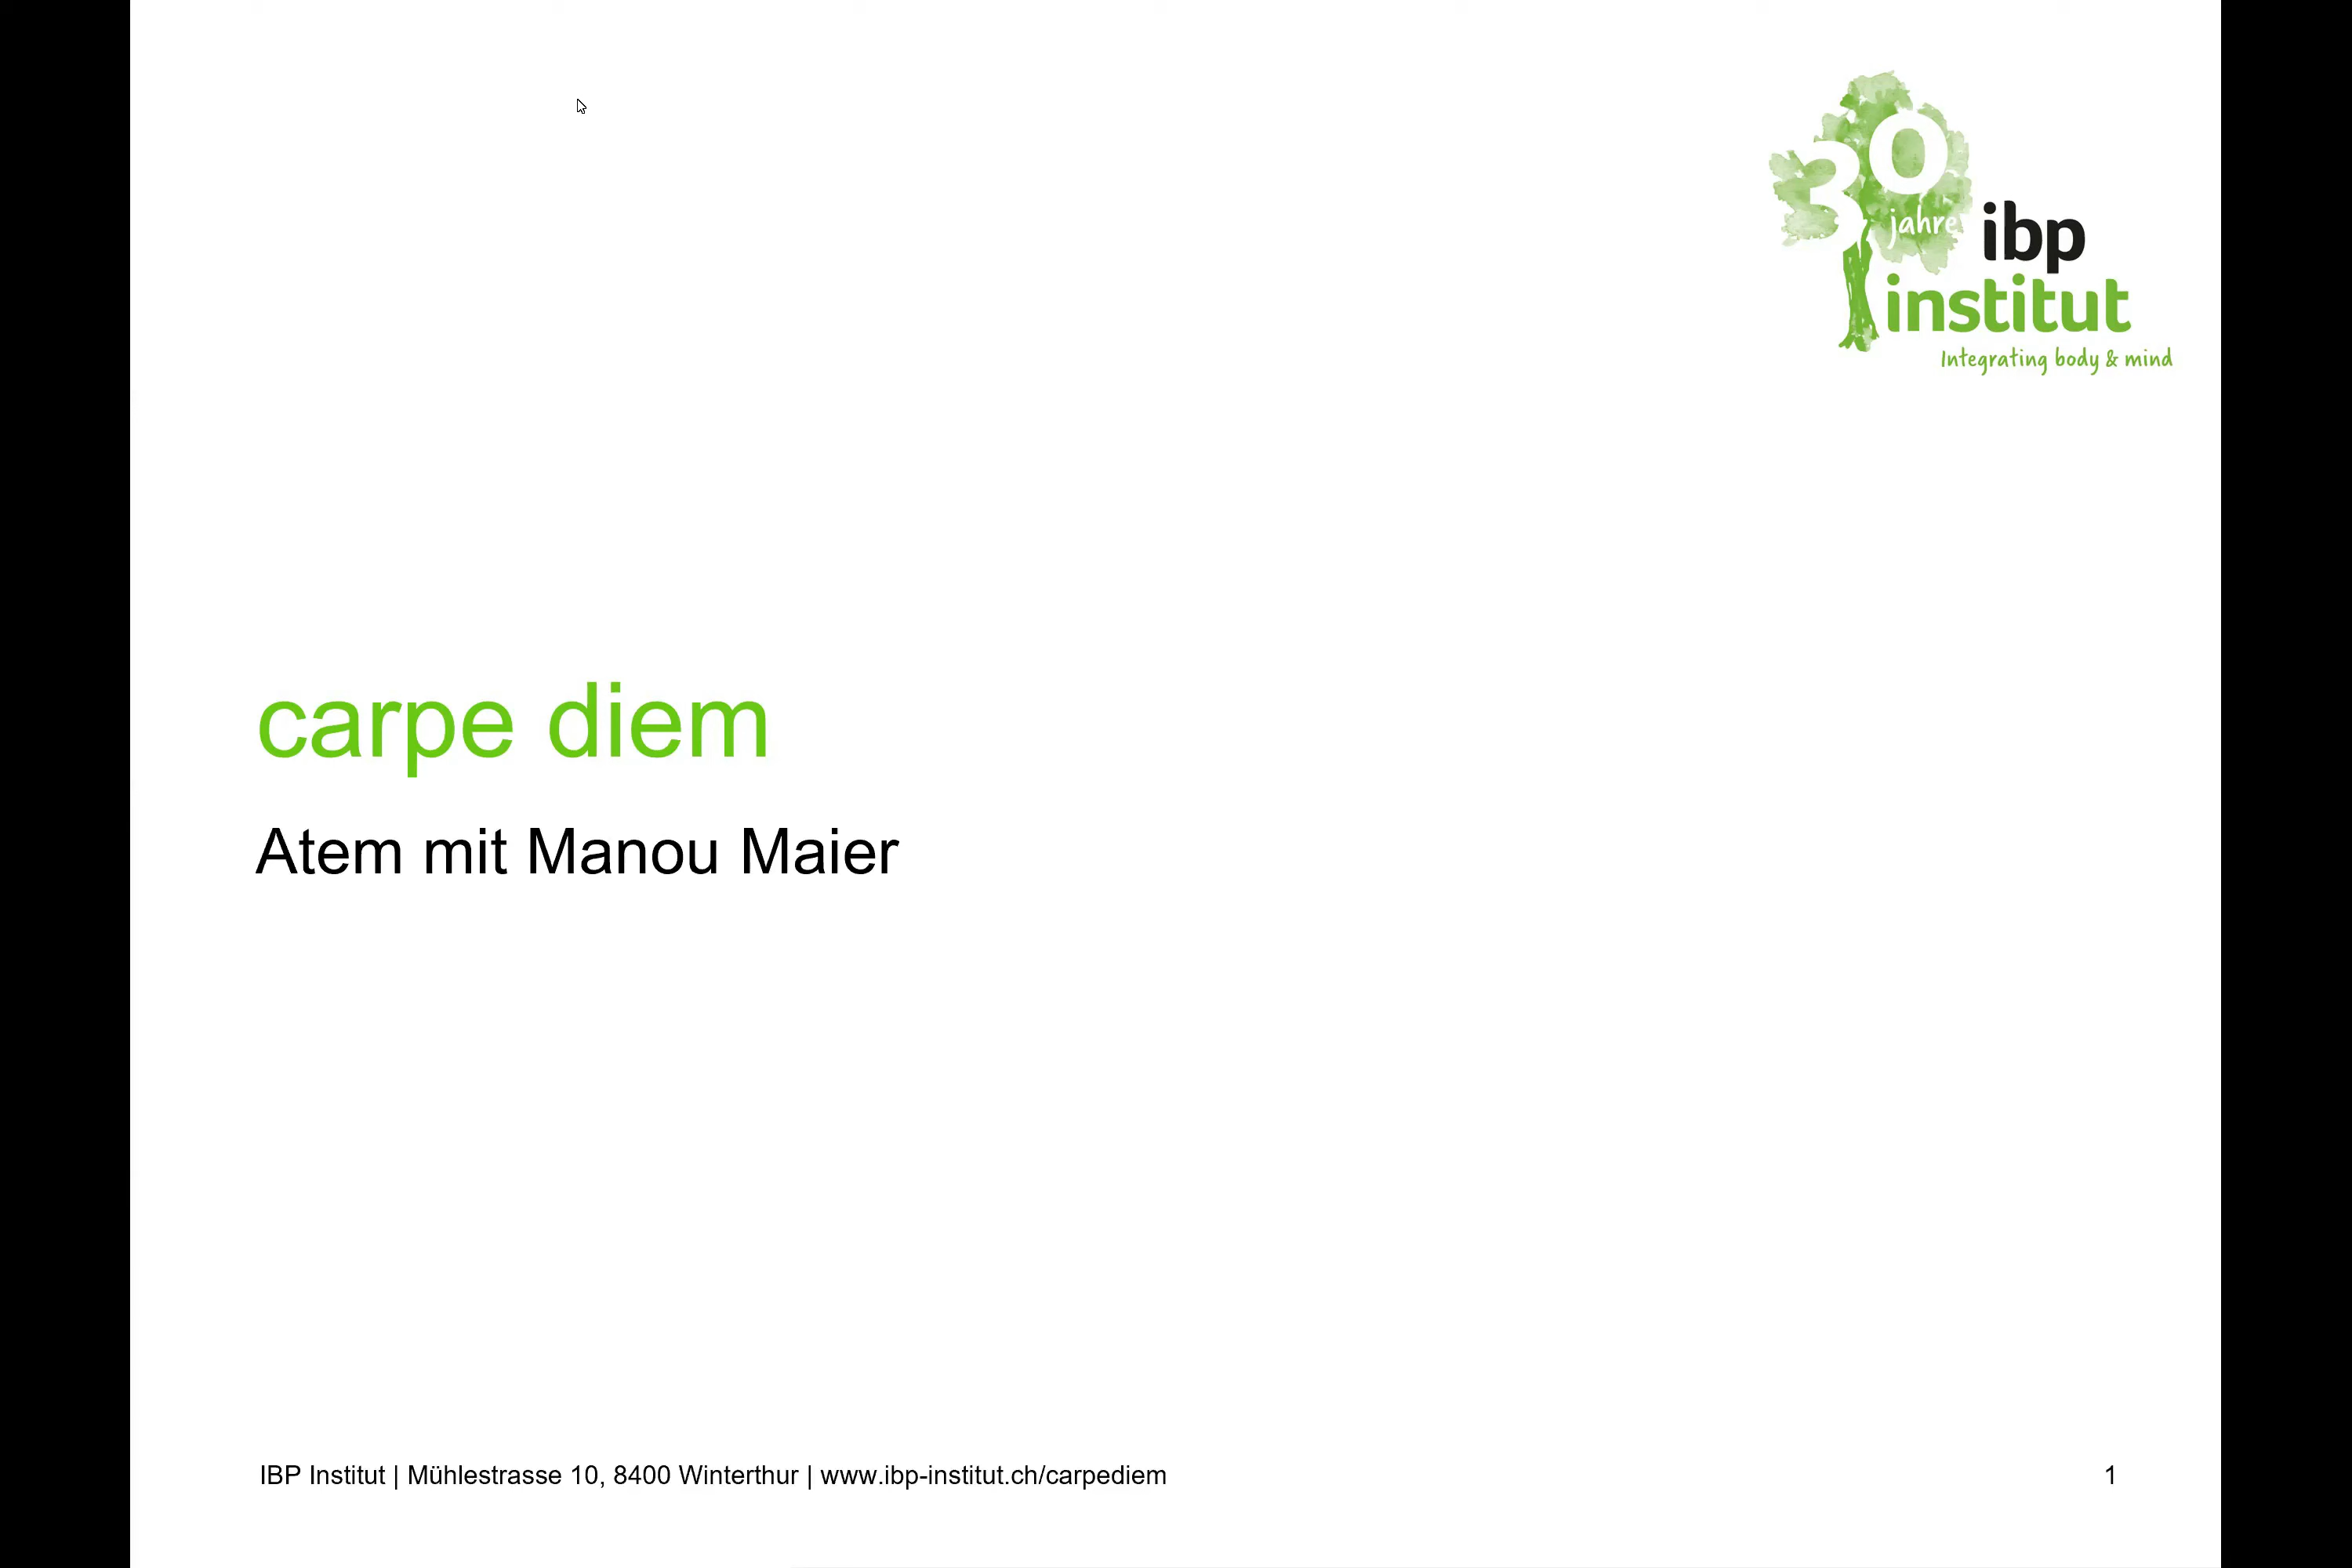 30
jahre
ibp
institut
Integrating body & mind
carpe diem
Atem mit Manou Maier
IBP Institut | Mühlestrasse 10, 8400 Winterthur | www.ibp-institut.ch/carpediem
1